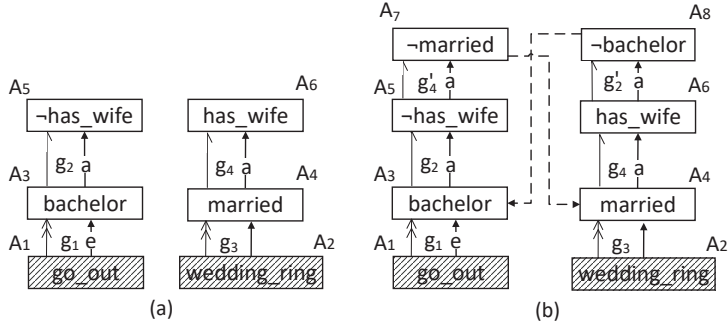 A5
A6
¬has_wife
has_wife
g2 a
g4 a
A3
A4
bachelor
married
A1
g1 e
g3
A2
go_out
wedding_ring
(a)
A7
A8
¬married
¬bachelor
g'4 a
g'2 a
A5
A6
¬has_wife
has_wife
g2 a
g4 a
A3
A4
bachelor
married
A1
g1 e
g3
A2
go_out
wedding_ring
(b)